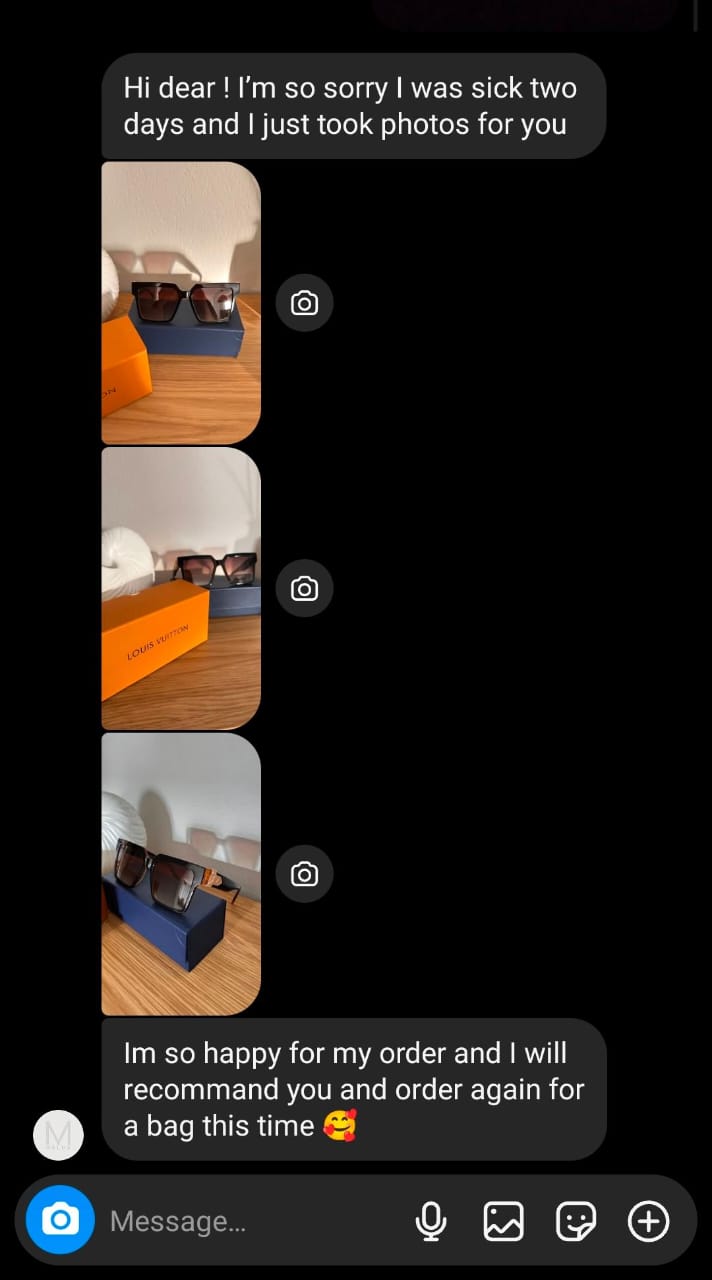 Hi dear ! I’m so sorry I was sick two
days and I just took photos for you
ON
LOUIS VUITTON
Im so happy for my order and I will
recommand you and order again for
a bag this time 🥰
M
Message...